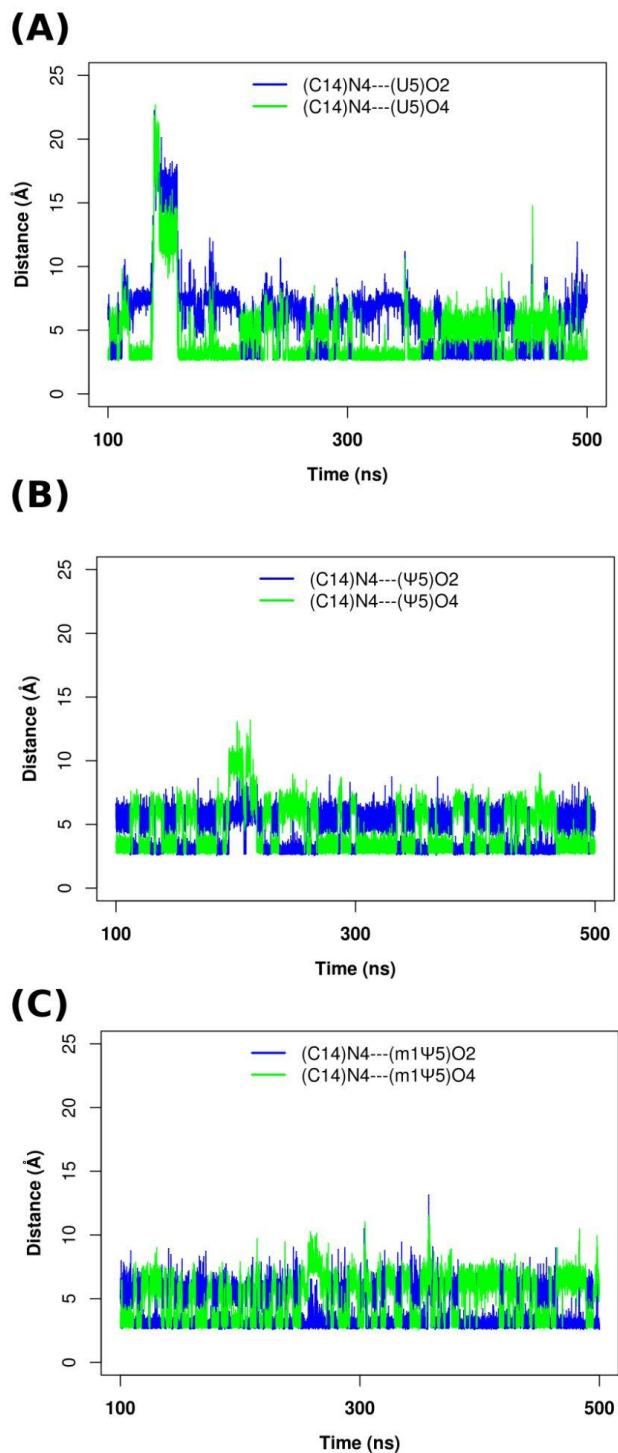 (A)
(C14)N4---(U5)O2
(C14)N4---(U5)O4
Distance (Å)
25
20
15
10
5
0
100 300 500
Time (ns)
(B)
(C14)N4---(Ψ5)O2
(C14)N4---(Ψ5)O4
Distance (Å)
25
20
15
10
5
0
100 300 500
Time (ns)
(C)
(C14)N4---(m1Ψ5)O2
(C14)N4---(m1Ψ5)O4
Distance (Å)
25
20
15
10
5
0
100 300 500
Time (ns)